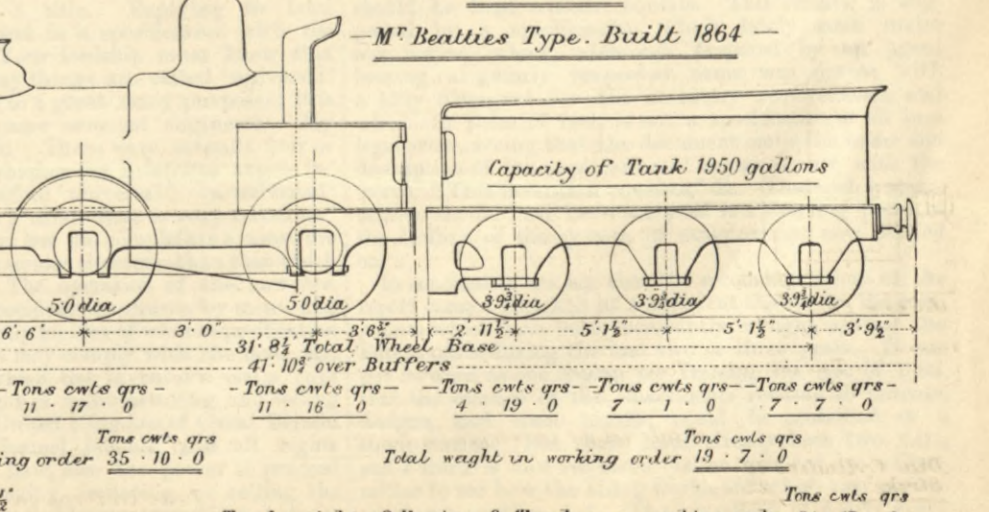 Mr. Beatties Type. Built 1864 —
Capacity of Tank 1950 gallons
5·0 dia 5·0 dia 3·9¾ dia 3·9¾ dia 3·9¾ dia
6'·6" 8'·0" 3'·6¾" 2'·11½" 5'·1½" 5'·1½" 3'·9½"
31'·8¼" Total Wheel Base
41'·10¾" over Buffers
Tons cwts qrs — Tons cwts qrs — Tons cwts qrs — Tons cwts qrs — Tons cwts qrs —
11 · 17 · 0 11 · 16 · 0 4 · 19 · 0 7 · 1 · 0 7 · 7 · 0
Tons cwts qrs Tons cwts qrs
order 35 · 10 · 0 Total weight in working order 19 · 7 · 0
Tons cwts qrs